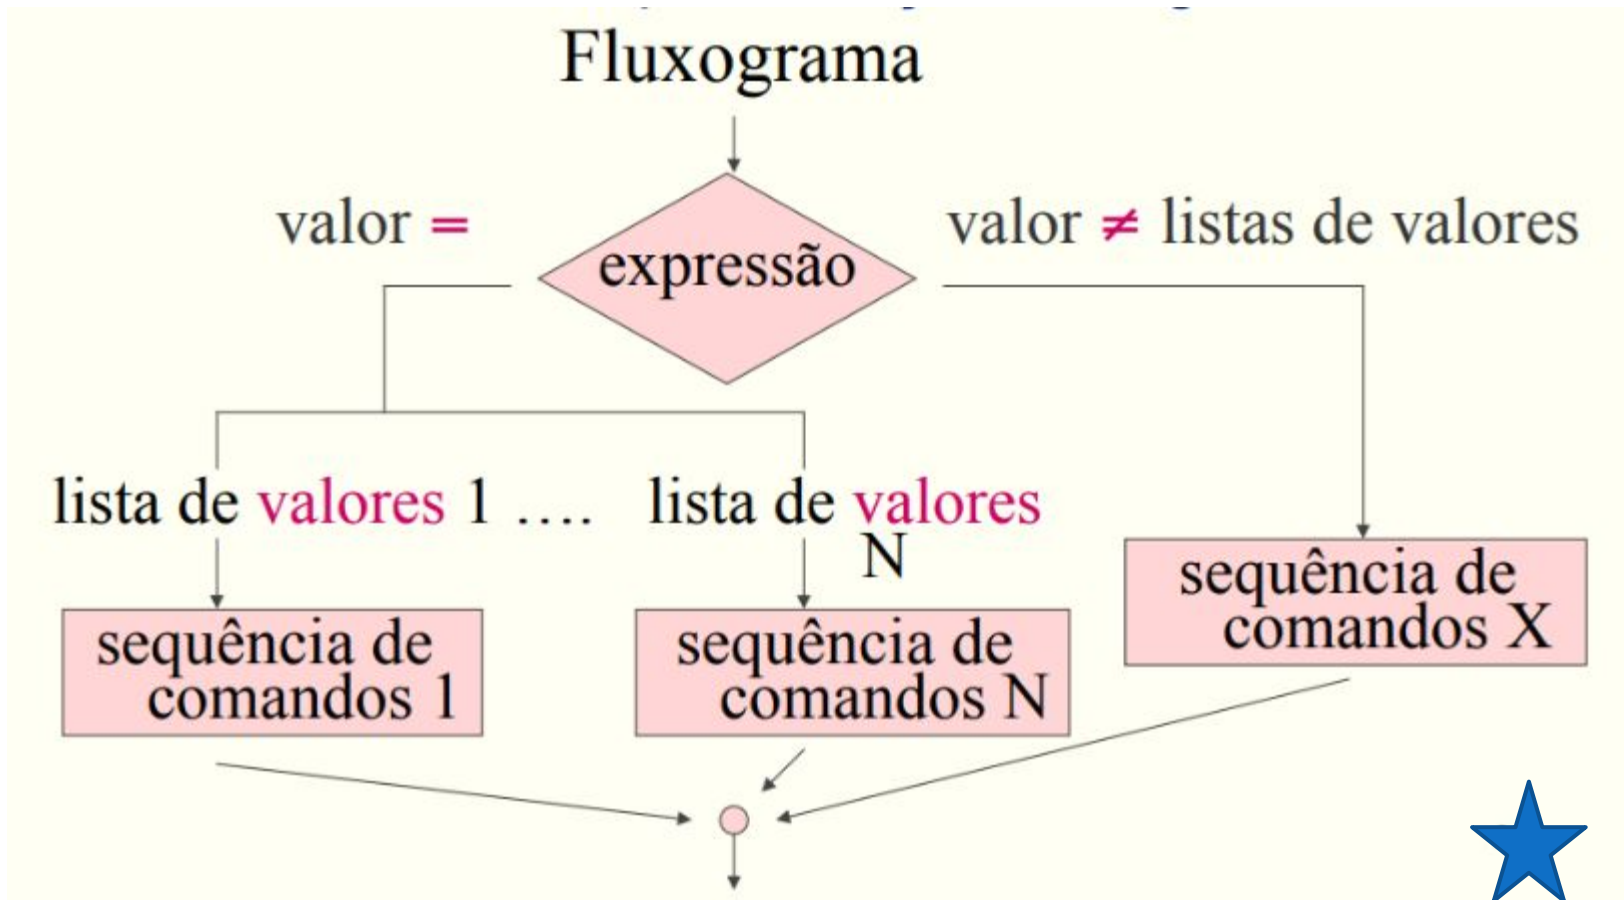 Fluxograma
valor =
expressão
valor ≠ listas de valores
lista de valores 1 ....
lista de valores
N
sequência de
comandos 1
sequência de
comandos N
sequência de
comandos X